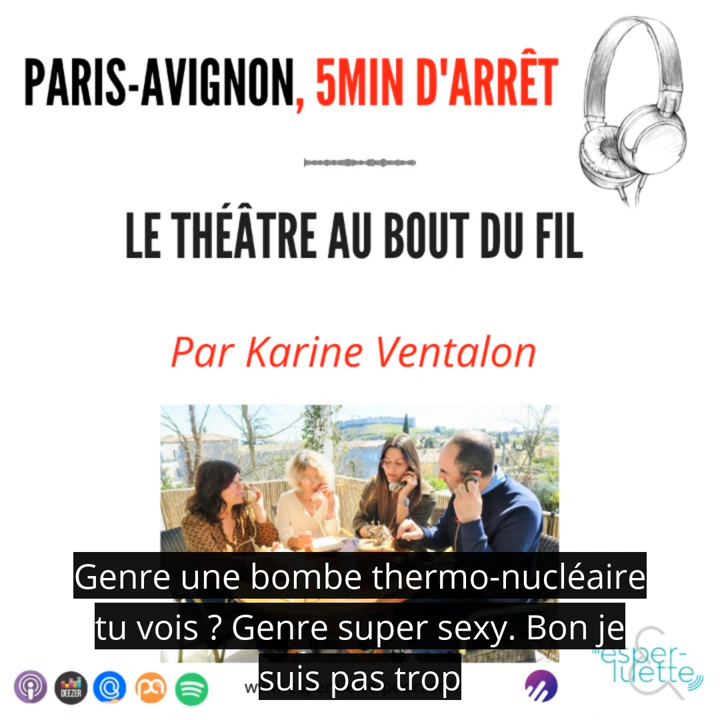 PARIS-AVIGNON, 5MIN D'ARRÊT
LE THÉÂTRE AU BOUT DU FIL
Par Karine Ventalon
Genre une bombe thermo-nucléaire
tu vois ? Genre super sexy. Bon je
suis pas trop
esper-
luette
&
DEEZER